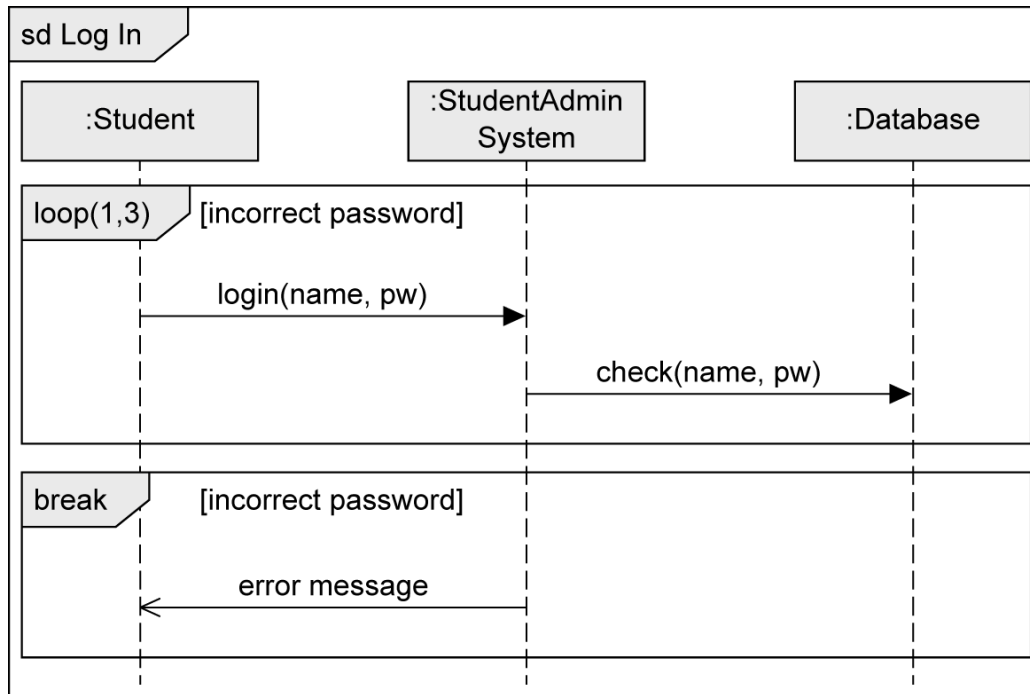 sd Log In
:Student
:StudentAdmin
System
:Database
loop(1,3)
[incorrect password]
login(name, pw)
check(name, pw)
break
[incorrect password]
error message